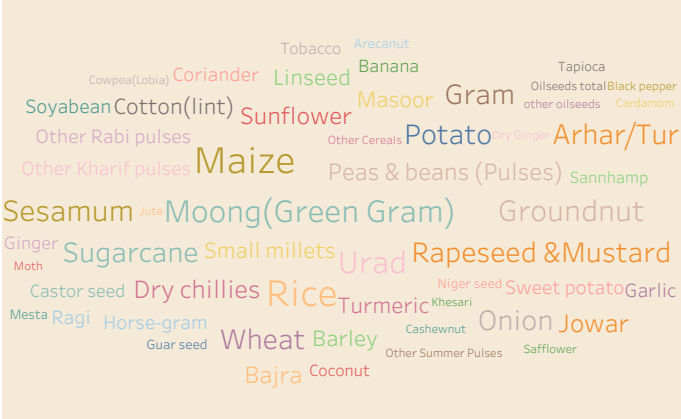 Tobacco
Arecanut
Cowpea(Lobia)
Coriander
Linseed
Banana
Tapioca
Soyabean
Cotton(lint)
Sunflower
Masoor
Gram
Oilseeds total
Black pepper
other oilseeds
Cardamom
Other Rabi pulses
Other Cereals
Potato
Dry Ginger
Arhar/Tur
Other Kharif pulses
Maize
Peas & beans (Pulses)
Sannhamp
Sesamum
Jute
Moong(Green Gram)
Groundnut
Ginger
Sugarcane
Small millets
Urad
Rapeseed &Mustard
Moth
Castor seed
Dry chillies
Rice
Turmeric
Niger seed
Khesari
Sweet potato
Garlic
Mesta
Ragi
Horse-gram
Guar seed
Wheat
Barley
Cashewnut
Onion
Jowar
Other Summer Pulses
Safflower
Bajra
Coconut